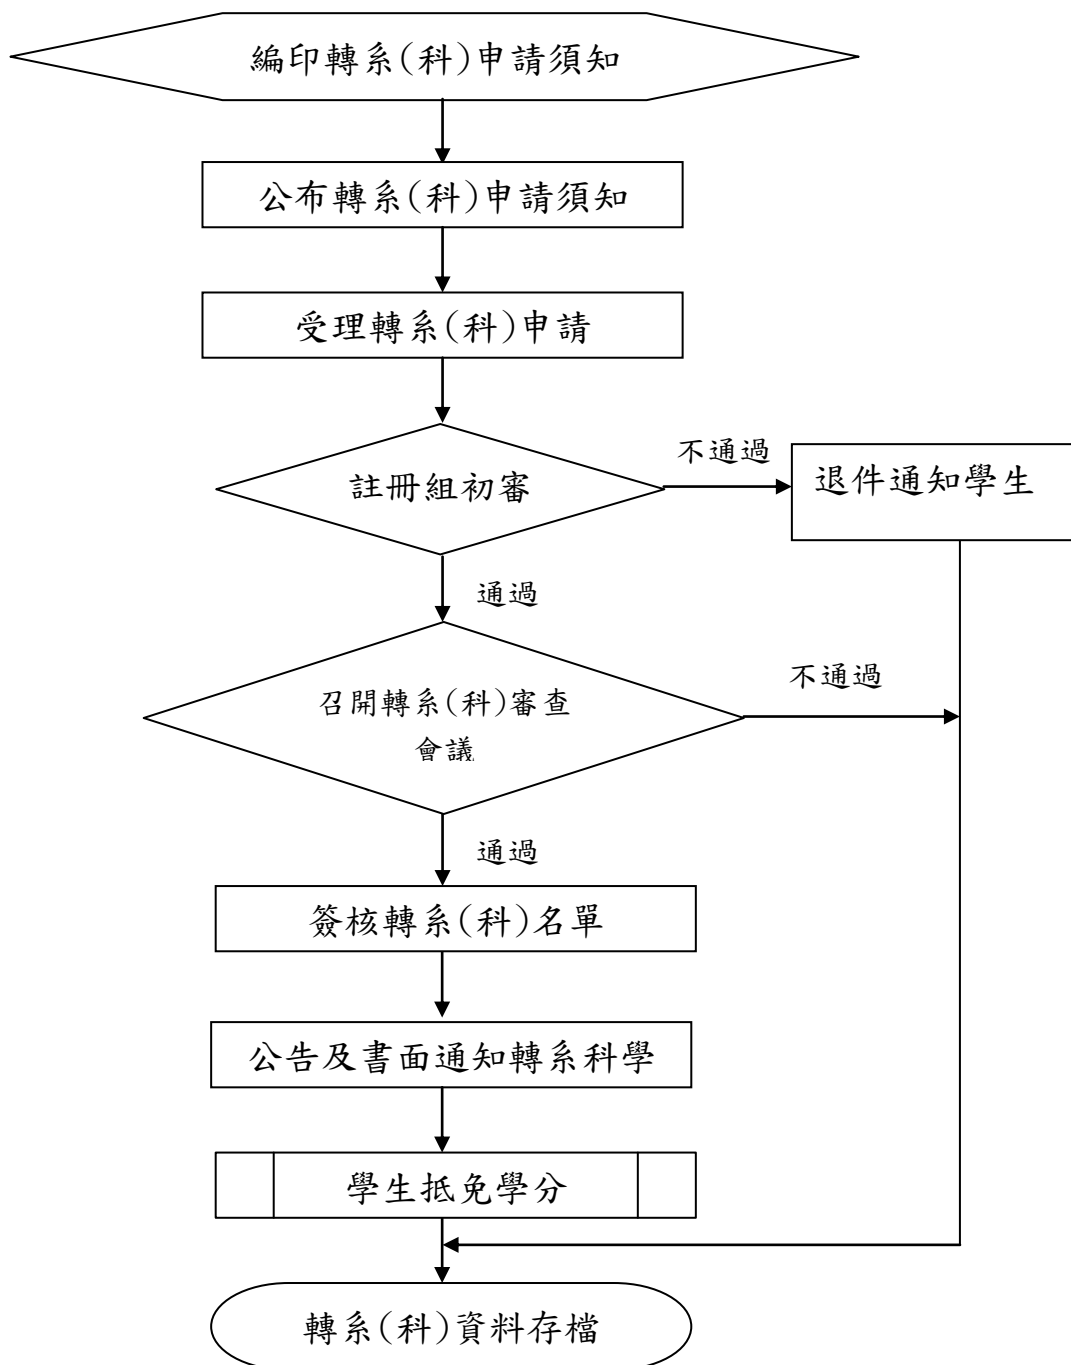 編印轉系(科)申請須知
公布轉系(科)申請須知
受理轉系(科)申請
註冊組初審
不通過
退件通知學生
通過
召開轉系(科)審查
會議
不通過
通過
簽核轉系(科)名單
公告及書面通知轉系科學
學生抵免學分
轉系(科)資料存檔